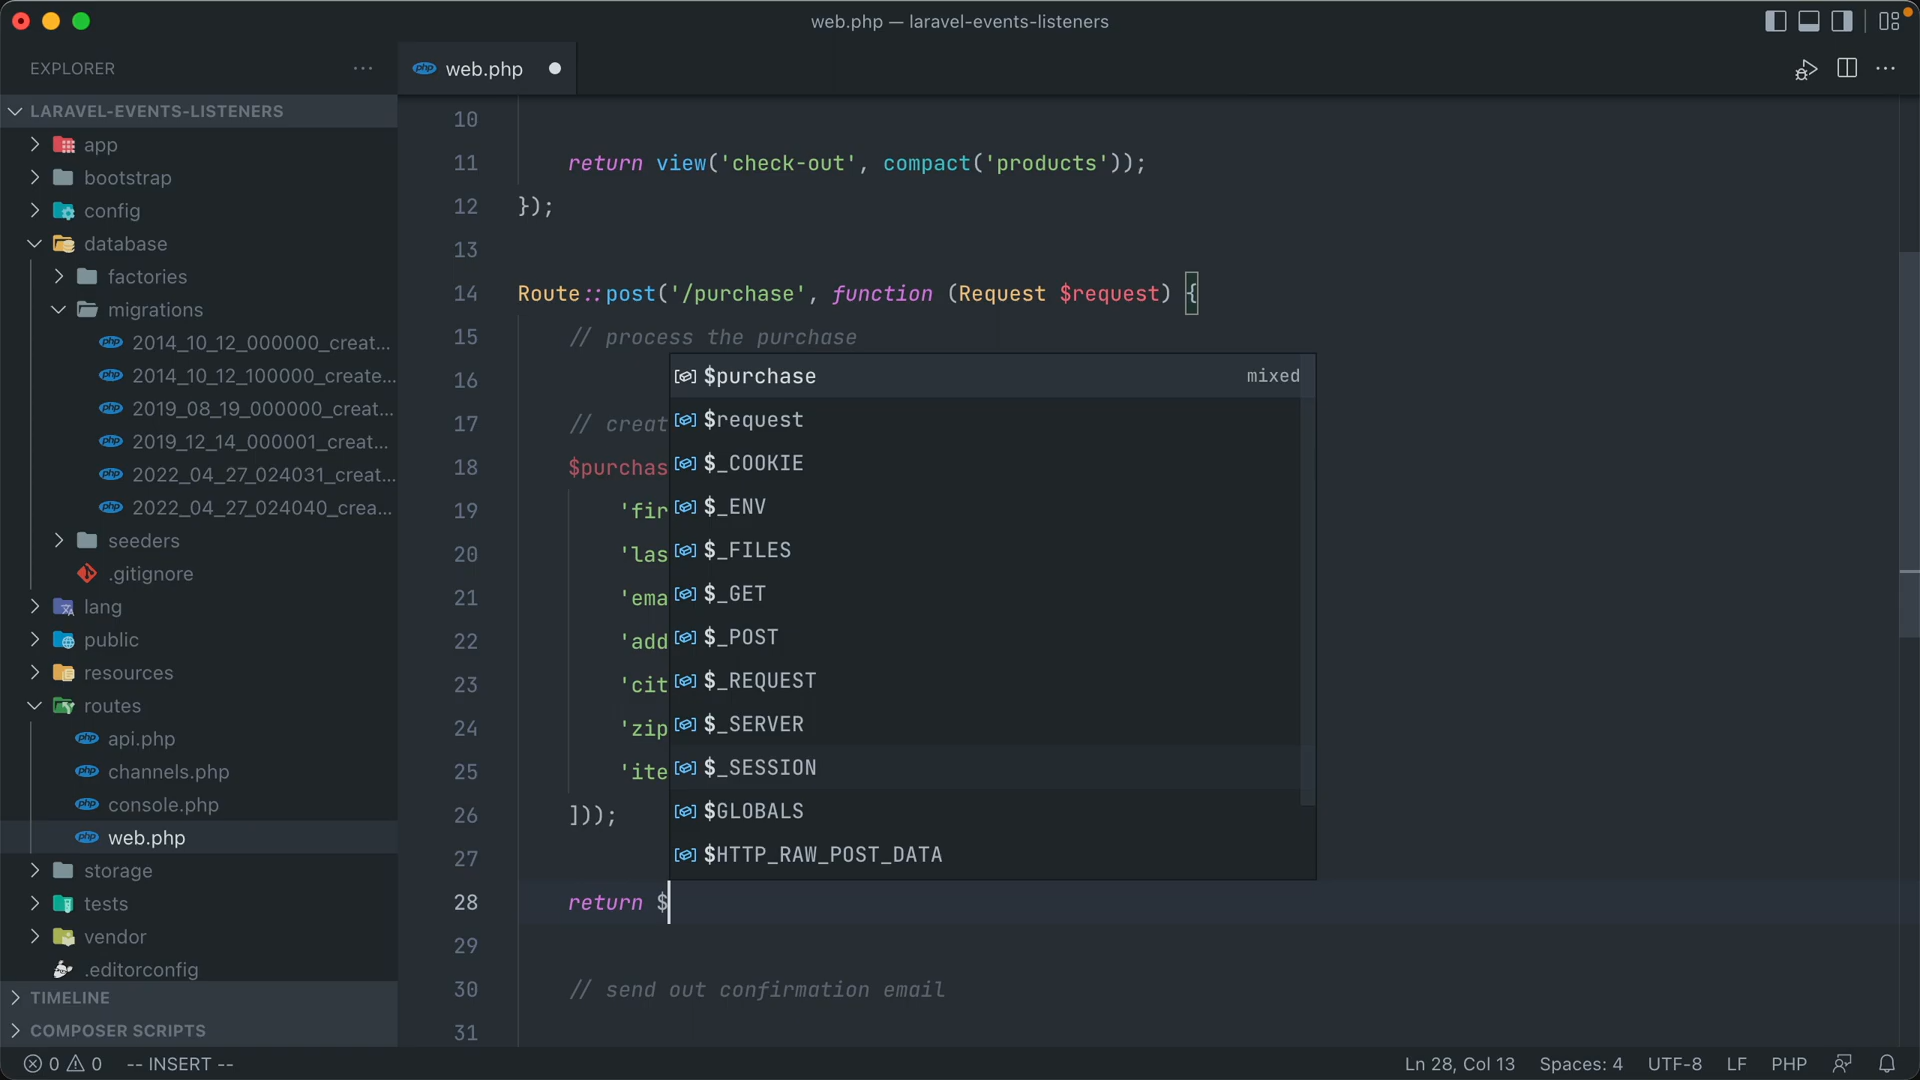 web.php — laravel-events-listeners
EXPLORER
LARAVEL-EVENTS-LISTENERS
app
bootstrap
config
database
factories
migrations
2014_10_12_000000_creat...
2014_10_12_100000_create...
2019_08_19_000000_creat...
2019_12_14_000001_creat...
2022_04_27_024031_creat...
2022_04_27_024040_crea...
seeders
.gitignore
lang
public
resources
routes
php api.php
php channels.php
php console.php
php web.php
storage
tests
vendor
.editorconfig
TIMELINE
COMPOSER SCRIPTS
php web.php
10
11 return view('check-out', compact('products'));
12 });
13
14 Route::post('/purchase', function (Request $request) {
15 // process the purchase
16
17 // creat
18 $purchas
19 'fir
20 'las
21 'ema
22 'add
23 'cit
24 'zip
25 'ite
26 ]));
27
28 return $
29
30 // send out confirmation email
31
$purchase mixed
$request
$_COOKIE
$_ENV
$_FILES
$_GET
$_POST
$_REQUEST
$_SERVER
$_SESSION
$GLOBALS
$HTTP_RAW_POST_DATA
0 0 -- INSERT -- Ln 28, Col 13 Spaces: 4 UTF-8 LF PHP